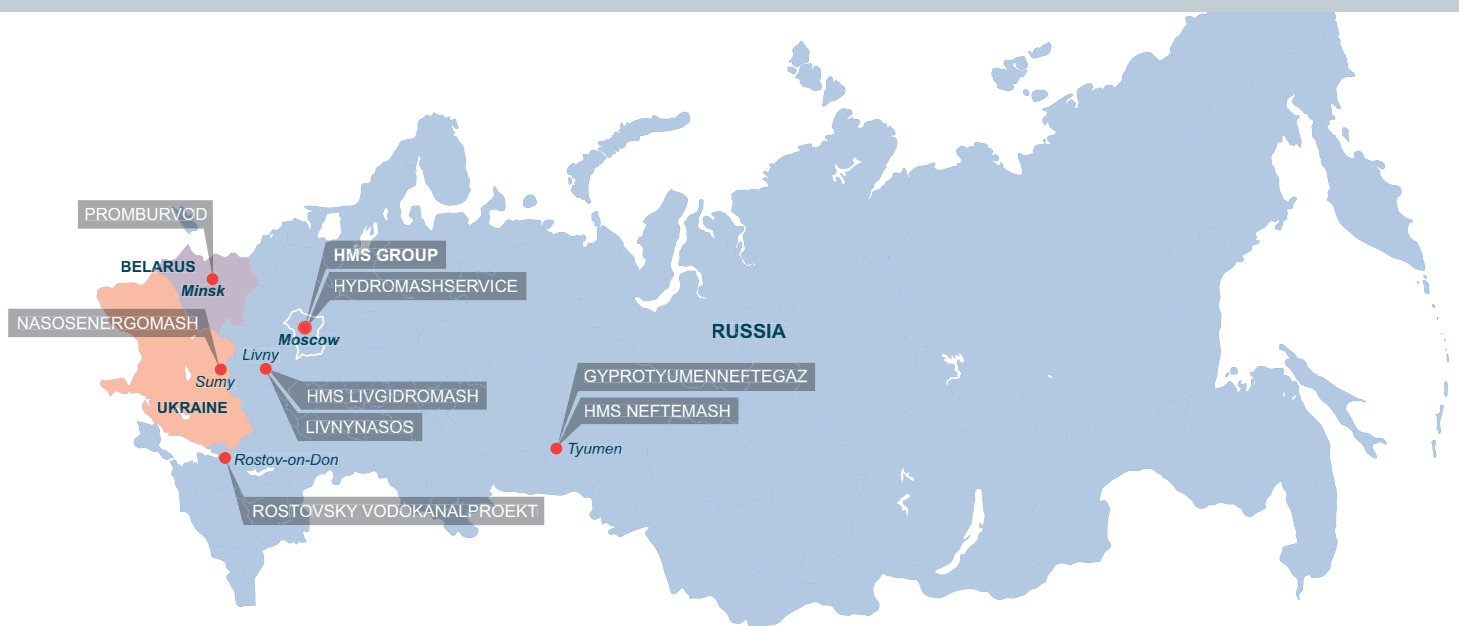 PROMBURVOD
BELARUS
Minsk
HMS GROUP
HYDROMASHSERVICE
NASOSENERGOMASH
Moscow
RUSSIA
Livny
Sumy
UKRAINE
HMS LIVGIDROMASH
LIVNYNASOS
GYPROTYUMENNEFTEGAZ
HMS NEFTEMASH
Tyumen
Rostov-on-Don
ROSTOVSKY VODOKANALPROEKT